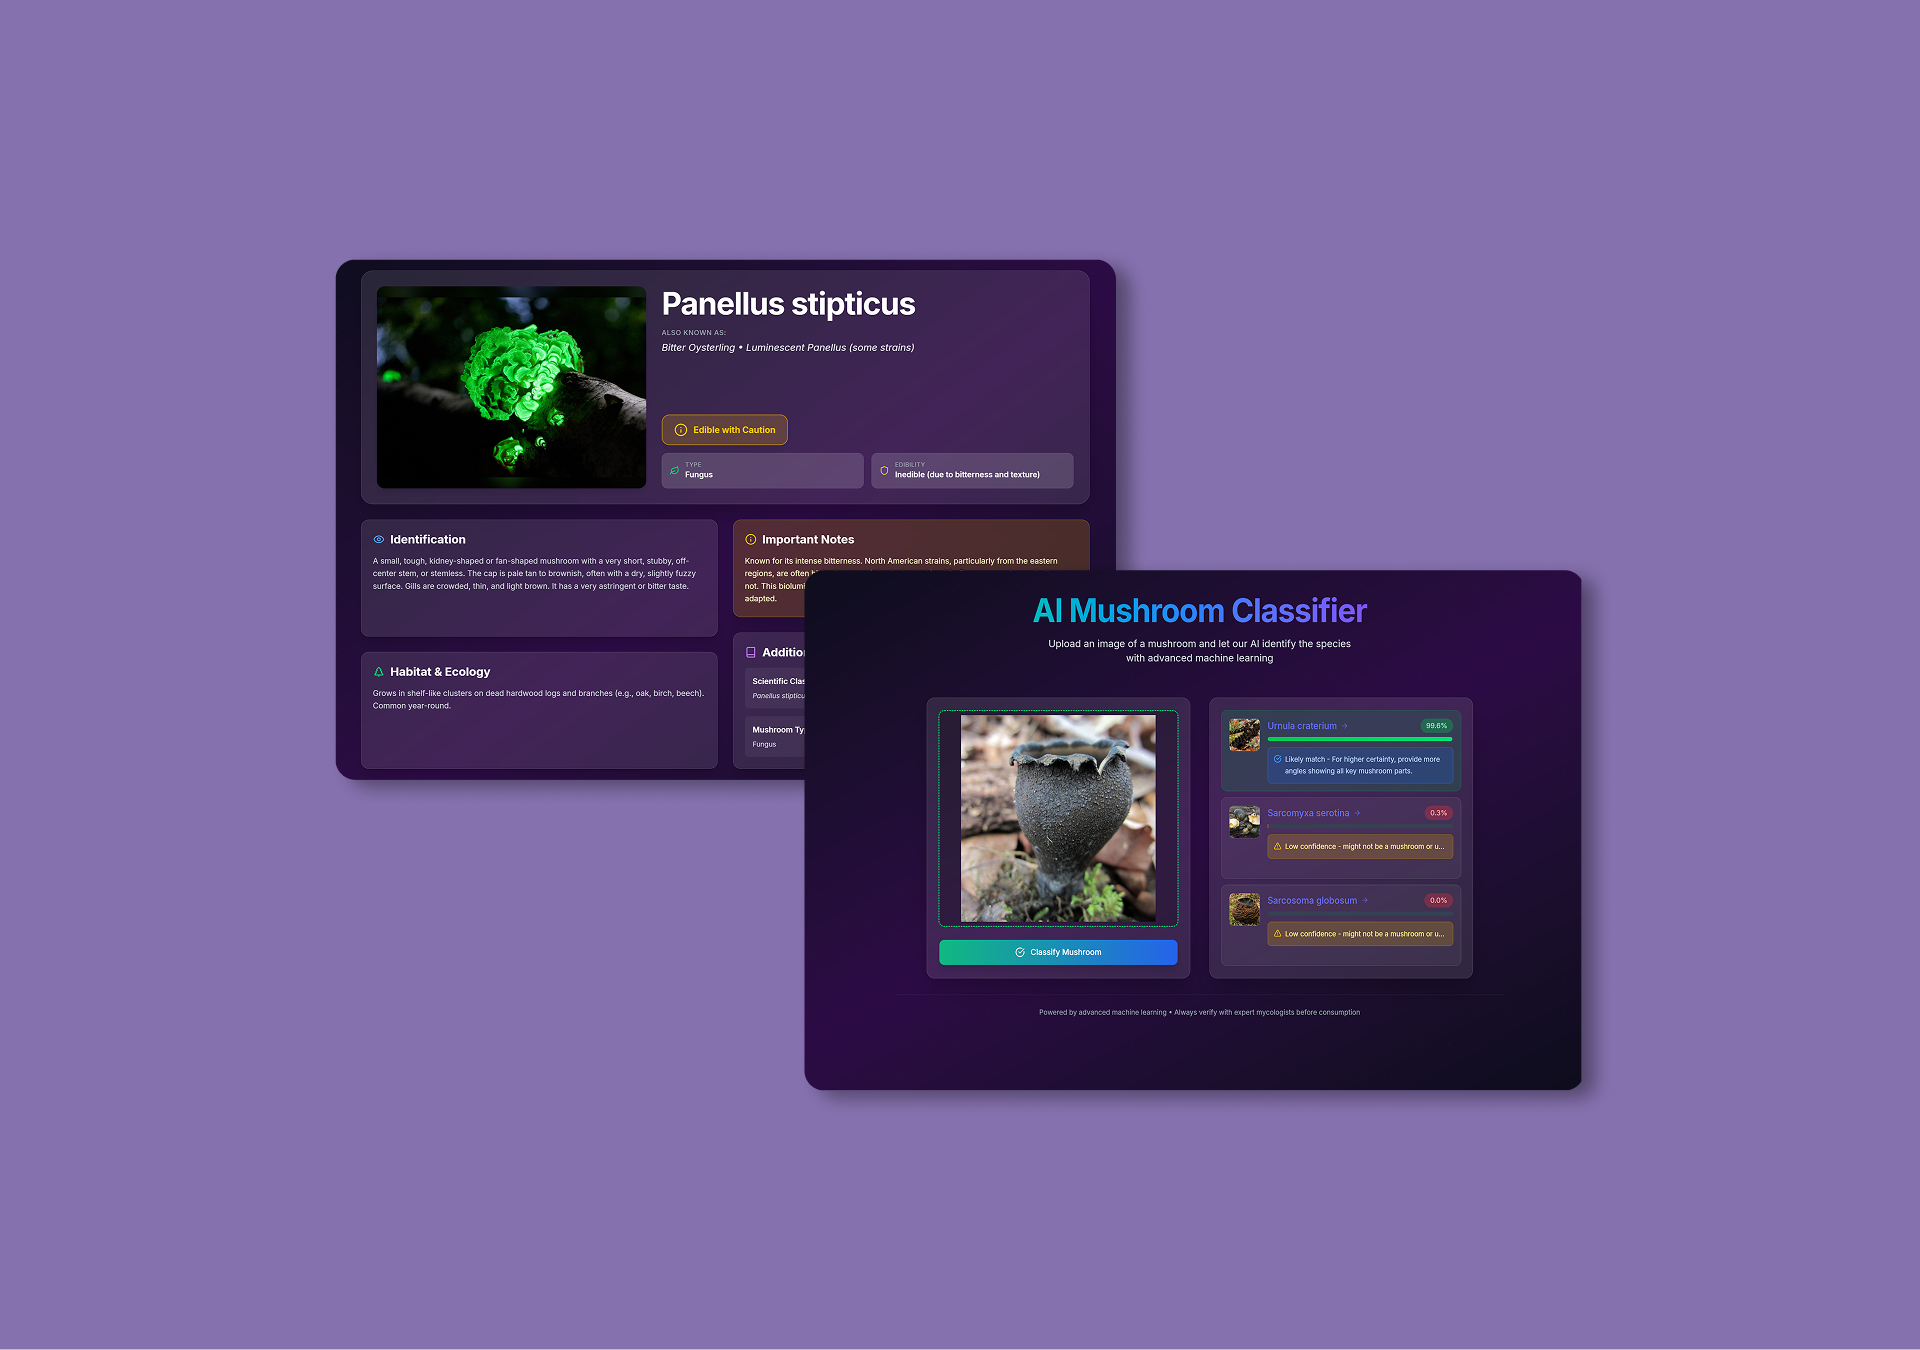 Panellus stipticus
ALSO KNOWN AS:
Bitter Oysterling • Luminescent Panellus (some strains)
Edible with Caution
TYPE
Fungus
EDIBILITY
Inedible (due to bitterness and texture)
Identification
A small, tough, kidney-shaped or fan-shaped mushroom with a very short, stubby, off-
center stem, or stemless. The cap is pale tan to brownish, often with a dry, slightly fuzzy
surface. Gills are crowded, thin, and light brown. It has a very astringent or bitter taste.
Habitat & Ecology
Grows in shelf-like clusters on dead hardwood logs and branches (e.g., oak, birch, beech).
Common year-round.
Important Notes
Known for its intense bitterness. North American strains, particularly from the eastern
regions, are often
not. This biolumi
adapted.
Additio
Scientific Clas
Panellus stipticu
Mushroom Typ
Fungus
AI Mushroom Classifier
Upload an image of a mushroom and let our AI identify the species
with advanced machine learning
Classify Mushroom
Urnula craterium →
99.6%
Likely match - For higher certainty, provide more
angles showing all key mushroom parts.
Sarcomyxa serotina →
0.3%
Low confidence - might not be a mushroom or u...
Sarcosoma globosum →
0.0%
Low confidence - might not be a mushroom or u...
Powered by advanced machine learning • Always verify with expert mycologists before consumption